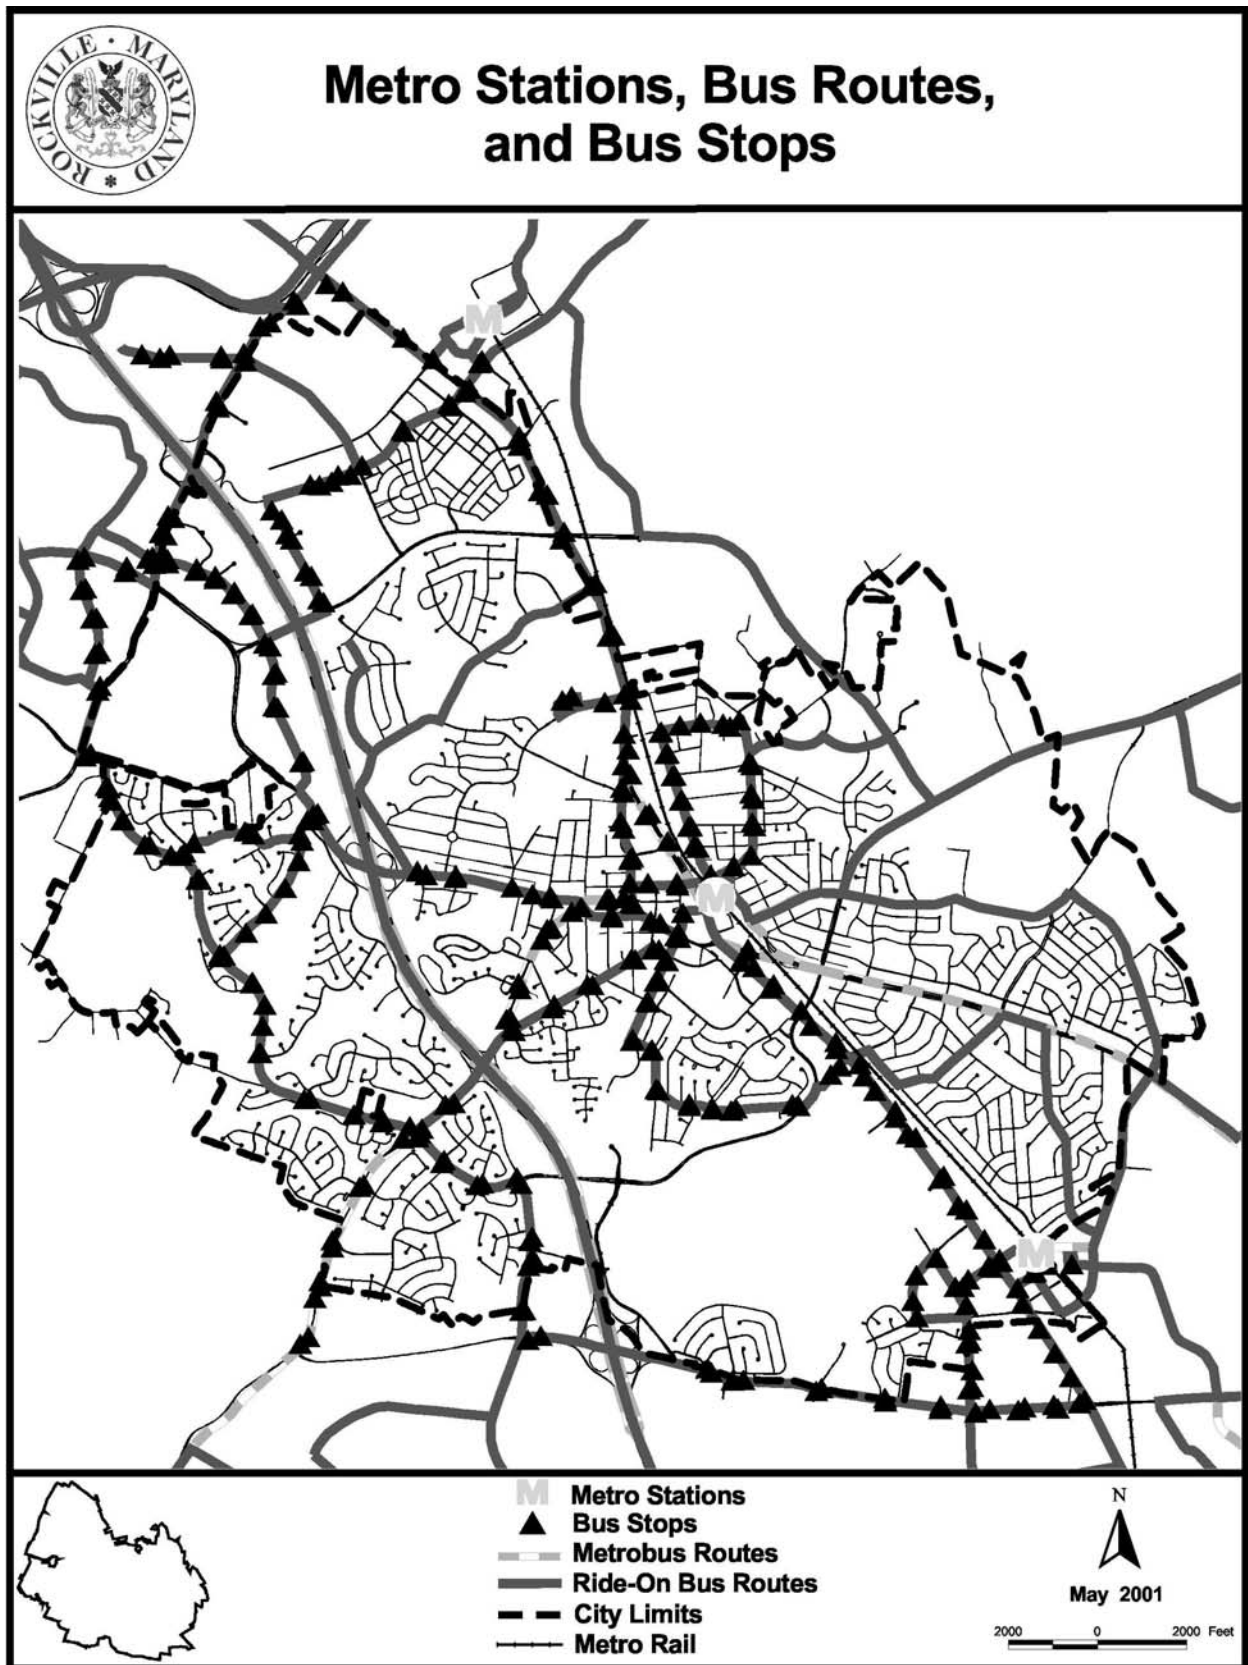 ROCKVILLE · MARYLAND
Metro Stations, Bus Routes,
and Bus Stops
M
M
M
M Metro Stations
Bus Stops
Metrobus Routes
Ride-On Bus Routes
City Limits
Metro Rail
N
May 2001
2000 0 2000 Feet